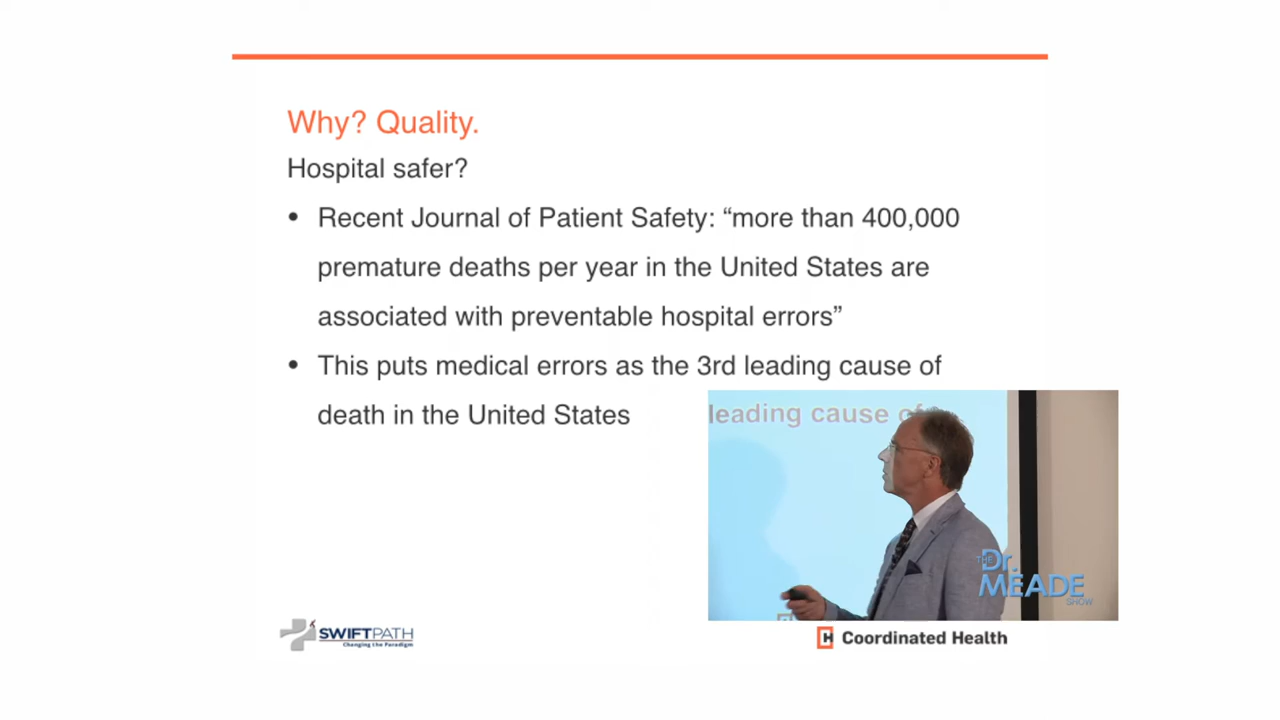 Why? Quality.
Hospital safer?
• Recent Journal of Patient Safety: “more than 400,000
premature deaths per year in the United States are
associated with preventable hospital errors”
• This puts medical errors as the 3rd leading cause of
death in the United States
leading cause of
THE
Dr.
MEADE
SHOW
SWIFTPATH
Changing the Paradigm
H Coordinated Health